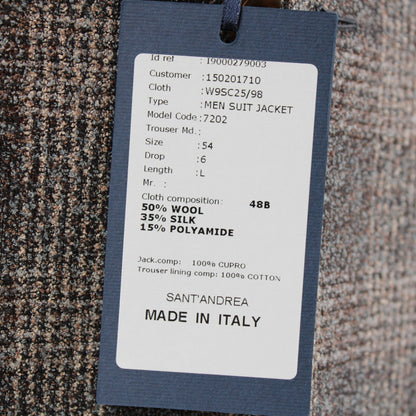 Id ref : 19000279003
Customer : 150201710
Cloth : W9SC25/98
Type : MEN SUIT JACKET
Model Code : 7202
Trouser Md. :
Size : 54
Drop : 6
Length : L
Mr. :
Cloth composition: 48B
50% WOOL
35% SILK
15% POLYAMIDE
Jack.comp: 100% CUPRO
Trouser lining comp: 100% COTTON
SANT'ANDREA
MADE IN ITALY